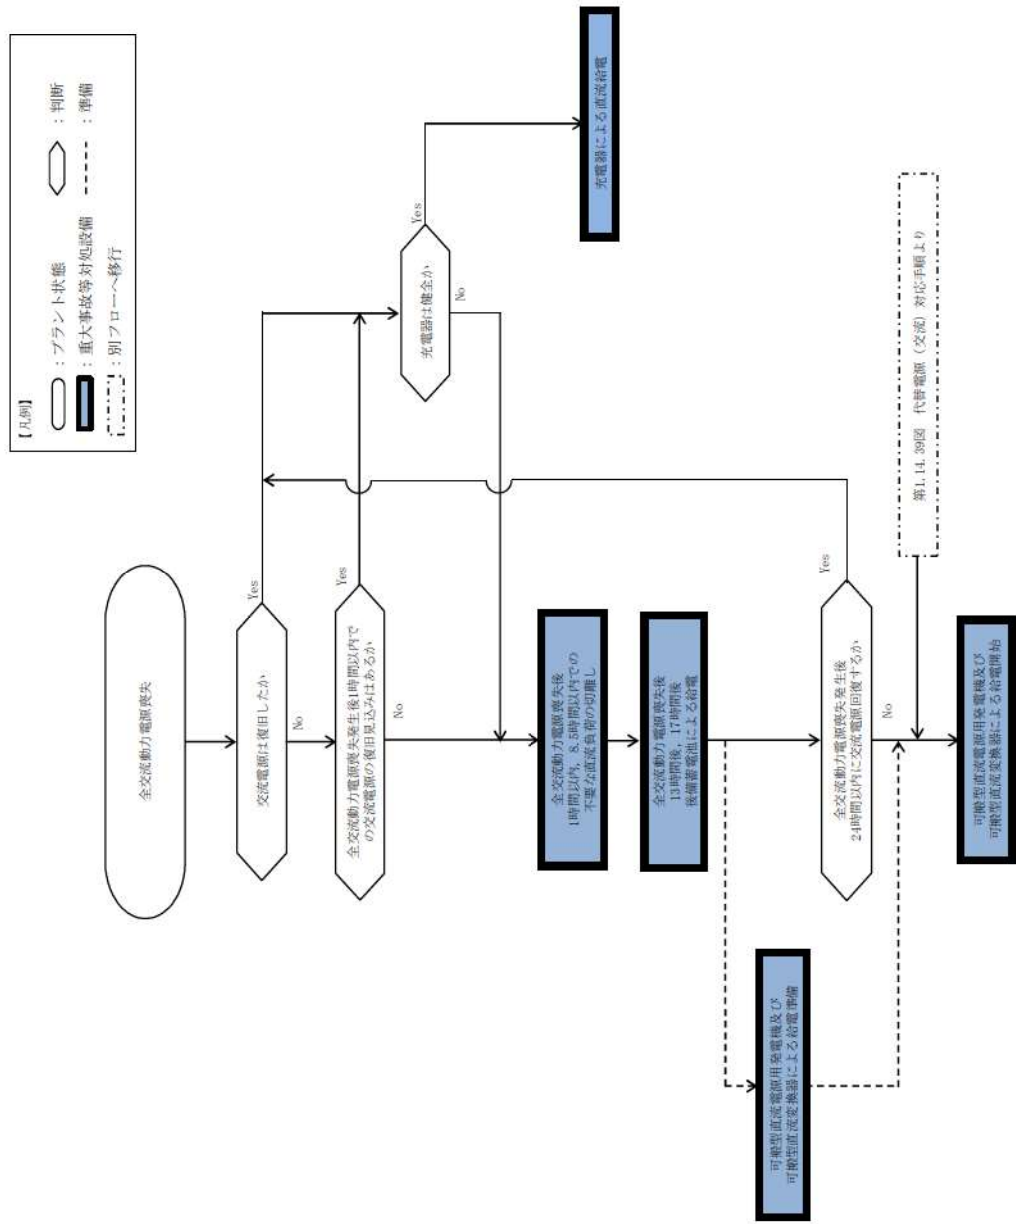 【凡例】
：プラント状態
：判断
：重大事故等対処設備
：準備
：別フローへ移行
全交流動力電源喪失
交流電源は復旧したか
Yes
No
全交流動力電源喪失発生後1時間以内で
の交流電源の復旧見込みはあるか
Yes
No
充電器は健全か
Yes
No
充電器による直流給電
全交流動力電源喪失後
1時間以内，8.5時間以内での
不要な直流負荷の切離し
全交流動力電源喪失後
13時間後，17時間後
後備蓄電池による給電
可搬型直流電源用発電機及び
可搬型直流変換器による給電準備
全交流動力電源喪失発生後
24時間以内に交流電源回復するか
Yes
No
第1.14.39図　代替電源（交流）対応手順より
可搬型直流電源用発電機及び
可搬型直流変換器による給電開始